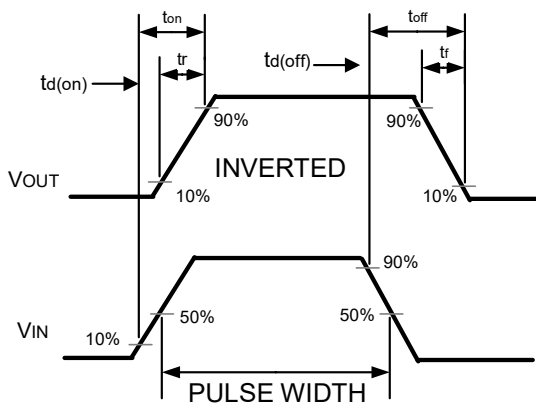 ton
toff
tr
td(off)
tf
td(on)
90%
90%
INVERTED
VOUT
10%
10%
90%
50%
50%
VIN
10%
PULSE WIDTH